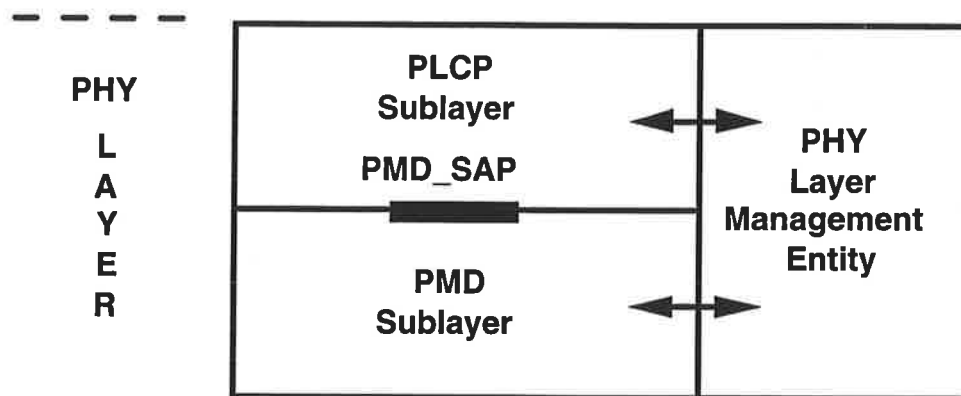 PHY
L
A
Y
E
R
PLCP
Sublayer
PMD_SAP
PMD
Sublayer
PHY
Layer
Management
Entity